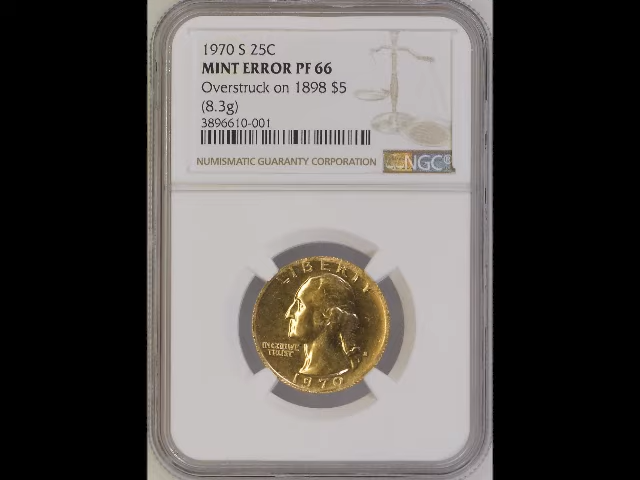 1970 S 25C
MINT ERROR PF 66
Overstruck on 1898 $5
(8.3g)
3896610-001
NUMISMATIC GUARANTY CORPORATION
NGC
LIBERTY
IN GOD WE
TRUST
S
1970